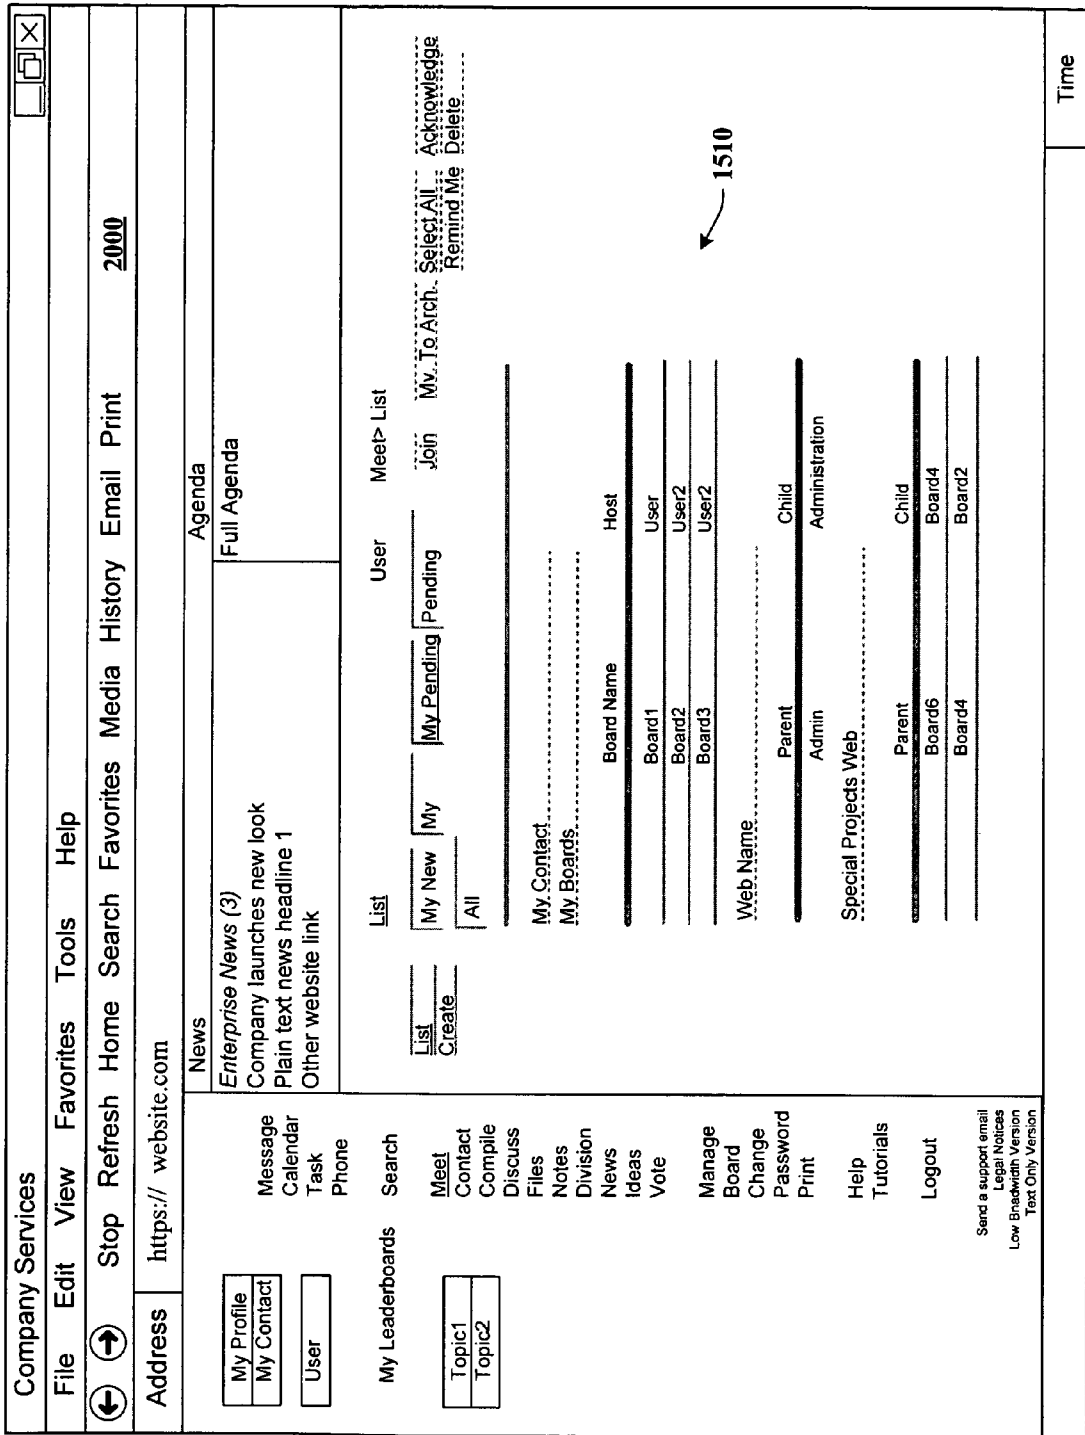 Company Services
File Edit View Favorites Tools Help
Stop Refresh Home Search Favorites Media History Email Print 2000
Address https:// website.com
News Agenda
Enterprise News (3) Full Agenda
Company launches new look
Plain text news headline 1
Other website link
My Profile
My Contact
User
My Leaderboards
Topic1
Topic2
Message
Calendar
Task
Phone
Search
Meet
Contact
Compile
Discuss
Files
Notes
Division
News
Ideas
Vote
Manage
Board
Change
Password
Print
Help
Tutorials
Logout
Send a support email
Legal Notices
Low Bnadwidth Version
Text Only Version
List User Meet> List
List My New My My Pending Pending Join Mv. To Arch. Select All Acknowledge
Create All Remind Me Delete
My Contact
My Boards
Board Name Host
Board1 User
Board2 User2
Board3 User2
Web Name
Parent Child
Admin Administration
Special Projects Web
Parent Child
Board6 Board4
Board4 Board2
1510
Time